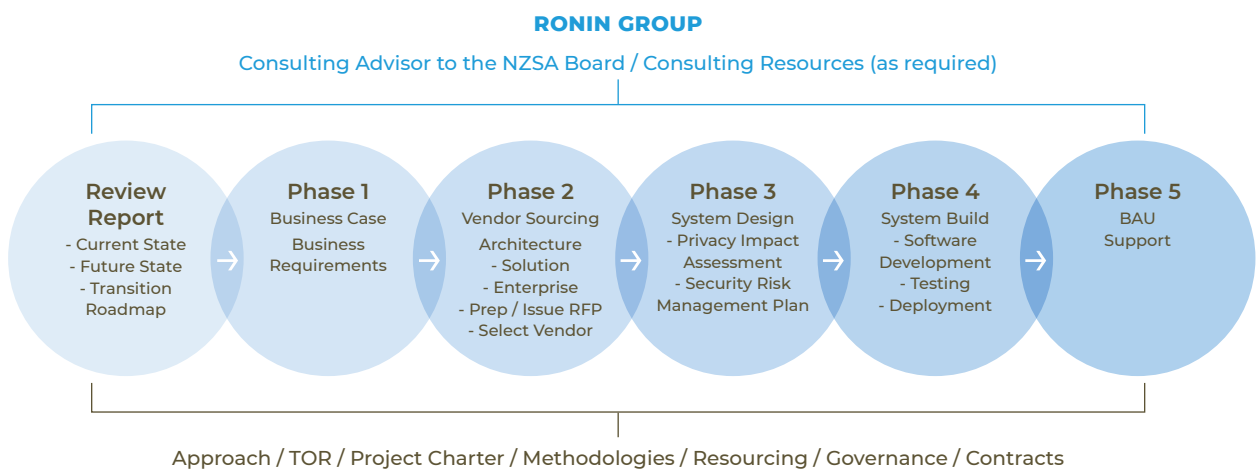 RONIN GROUP
Consulting Advisor to the NZSA Board / Consulting Resources (as required)
Review
Report
- Current State
- Future State
- Transition
Roadmap
Phase 1
Business Case
Business
Requirements
Phase 2
Vendor Sourcing
Architecture
- Solution
- Enterprise
- Prep / Issue RFP
- Select Vendor
Phase 3
System Design
- Privacy Impact
Assessment
- Security Risk
Management Plan
Phase 4
System Build
- Software
Development
- Testing
- Deployment
Phase 5
BAU
Support
Approach / TOR / Project Charter / Methodologies / Resourcing / Governance / Contracts